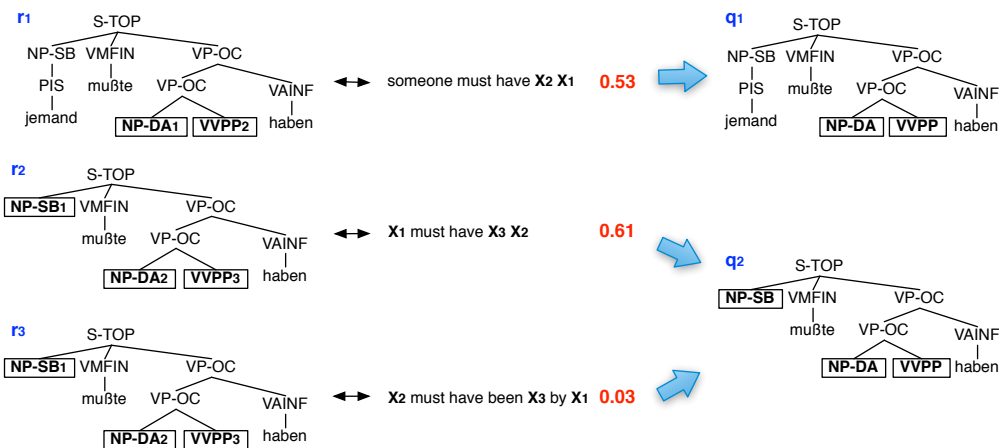 r1
S-TOP
NP-SB VMFIN VP-OC
PIS mußte VP-OC VAINF
jemand NP-DA1 VVPP2 haben
someone must have X2 X1 0.53
q1
S-TOP
NP-SB VMFIN VP-OC
PIS mußte VP-OC VAINF
jemand NP-DA VVPP haben
r2
S-TOP
NP-SB1 VMFIN VP-OC
mußte VP-OC VAINF
NP-DA2 VVPP3 haben
X1 must have X3 X2 0.61
r3
S-TOP
NP-SB1 VMFIN VP-OC
mußte VP-OC VAINF
NP-DA2 VVPP3 haben
X2 must have been X3 by X1 0.03
q2
S-TOP
NP-SB VMFIN VP-OC
mußte VP-OC VAINF
NP-DA VVPP haben